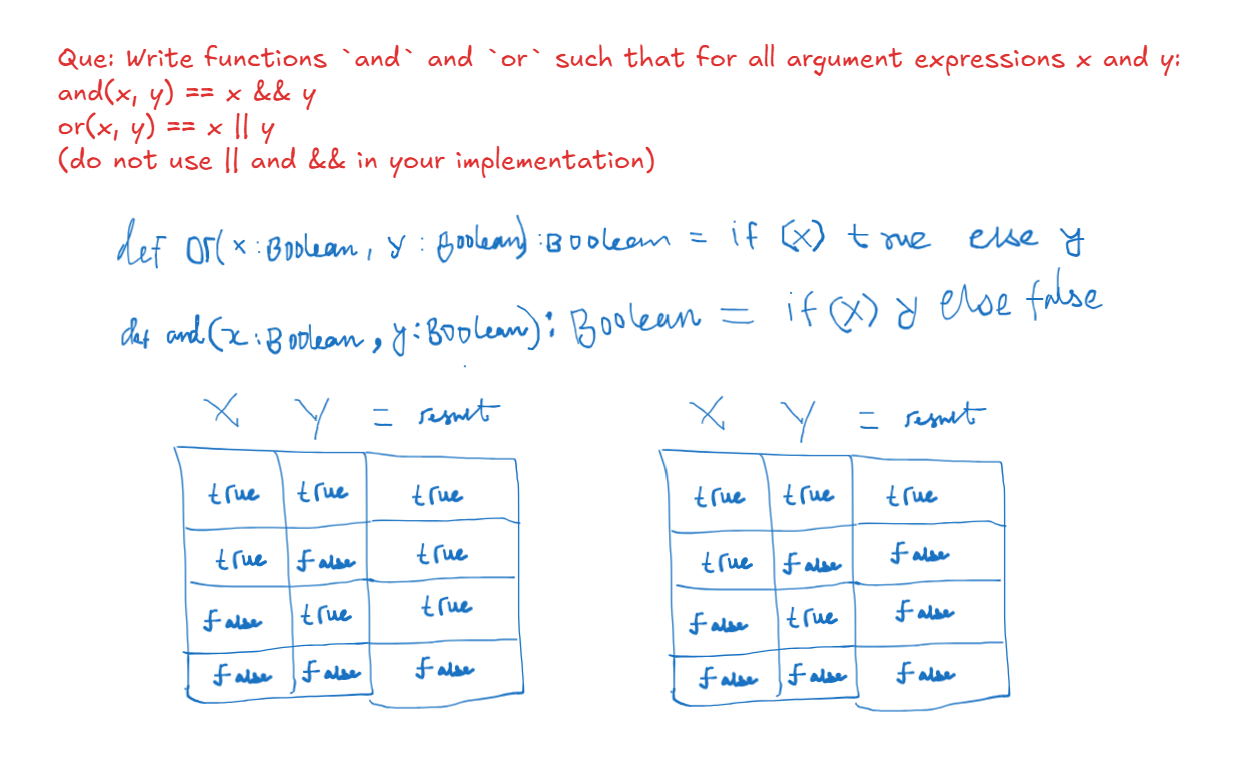 Que: Write functions `and` and `or` such that for all argument expressions x and y:
and(x, y) == x && y
or(x, y) == x || y
(do not use || and && in your implementation)
def or(x:Boolean, y:Boolean):Boolean = if (x) true else y
def and(x:Boolean, y:Boolean): Boolean = if (x) y else false
X Y = result X Y = result
true true true true true true
true false true true false false
false true true false true false
false false false false false false